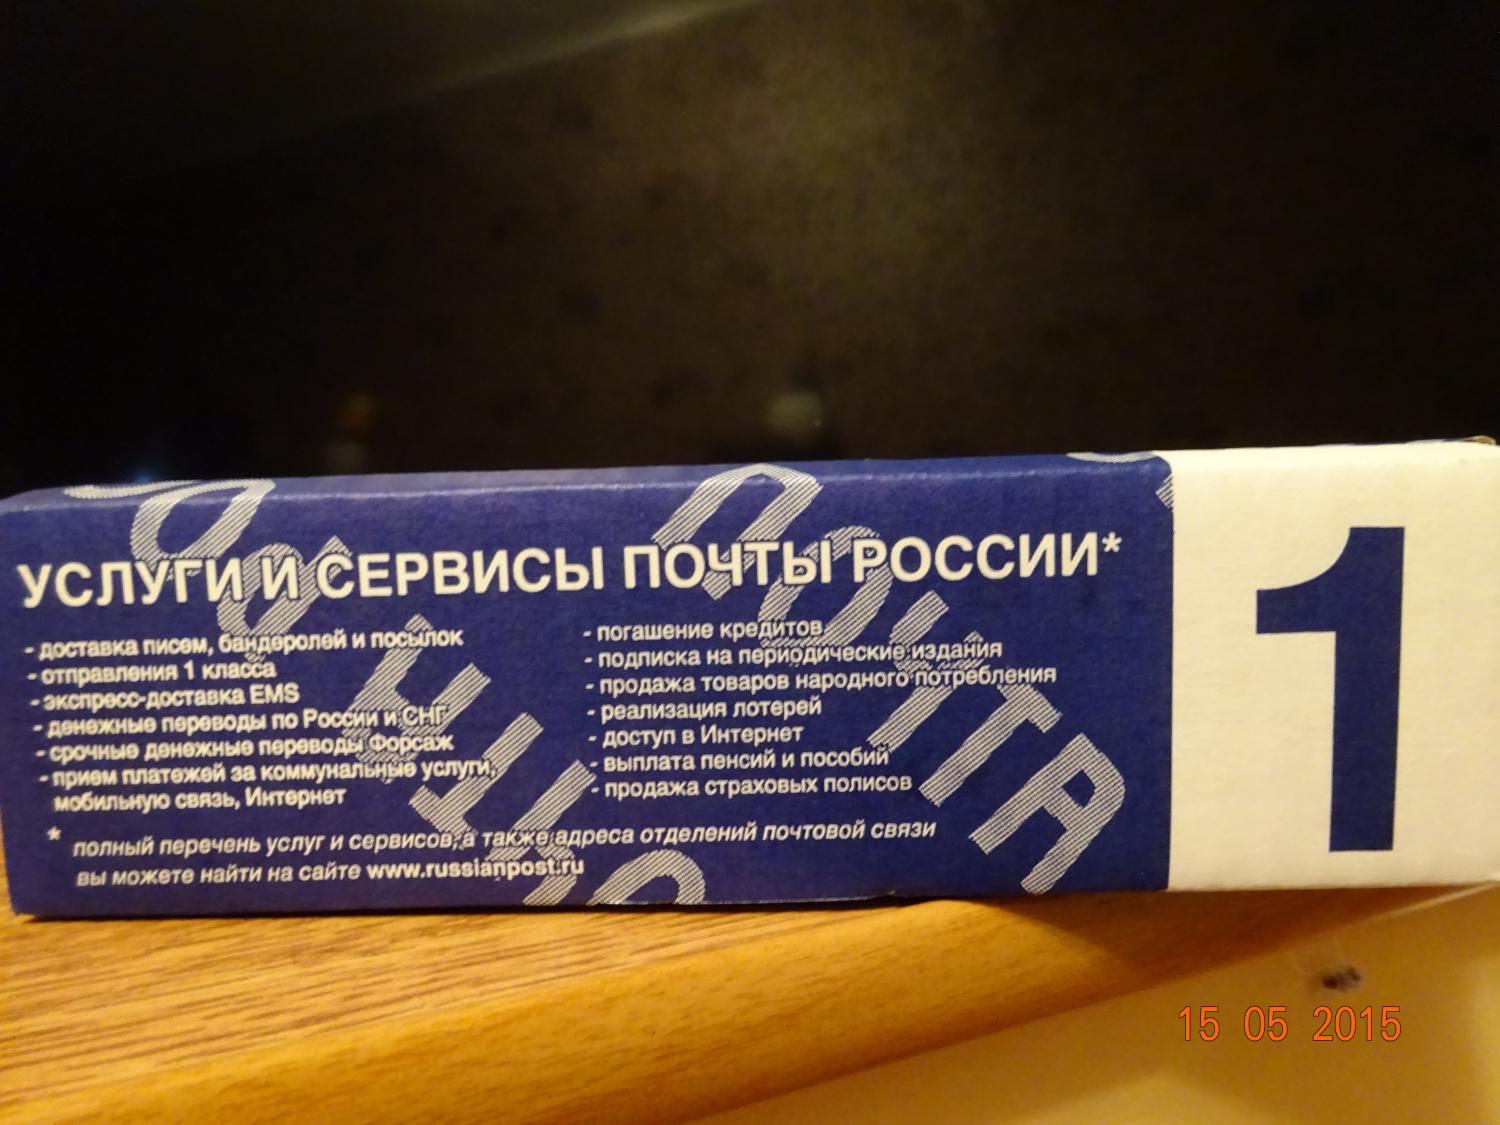 УСЛУГИ И СЕРВИСЫ ПОЧТЫ РОССИИ*
- доставка писем, бандеролей и посылок
- отправления 1 класса
- экспресс-доставка EMS
- денежные переводы по России и СНГ
- срочные денежные переводы Форсаж
- прием платежей за коммунальные услуги,
мобильную связь, Интернет
- погашение кредитов
- подписка на периодические издания
- продажа товаров народного потребления
- реализация лотерей
- доступ в Интернет
- выплата пенсий и пособий
- продажа страховых полисов
* полный перечень услуг и сервисов, а также адреса отделений почтовой связи
вы можете найти на сайте www.russianpost.ru
ПОЧТА
1
15 05 2015